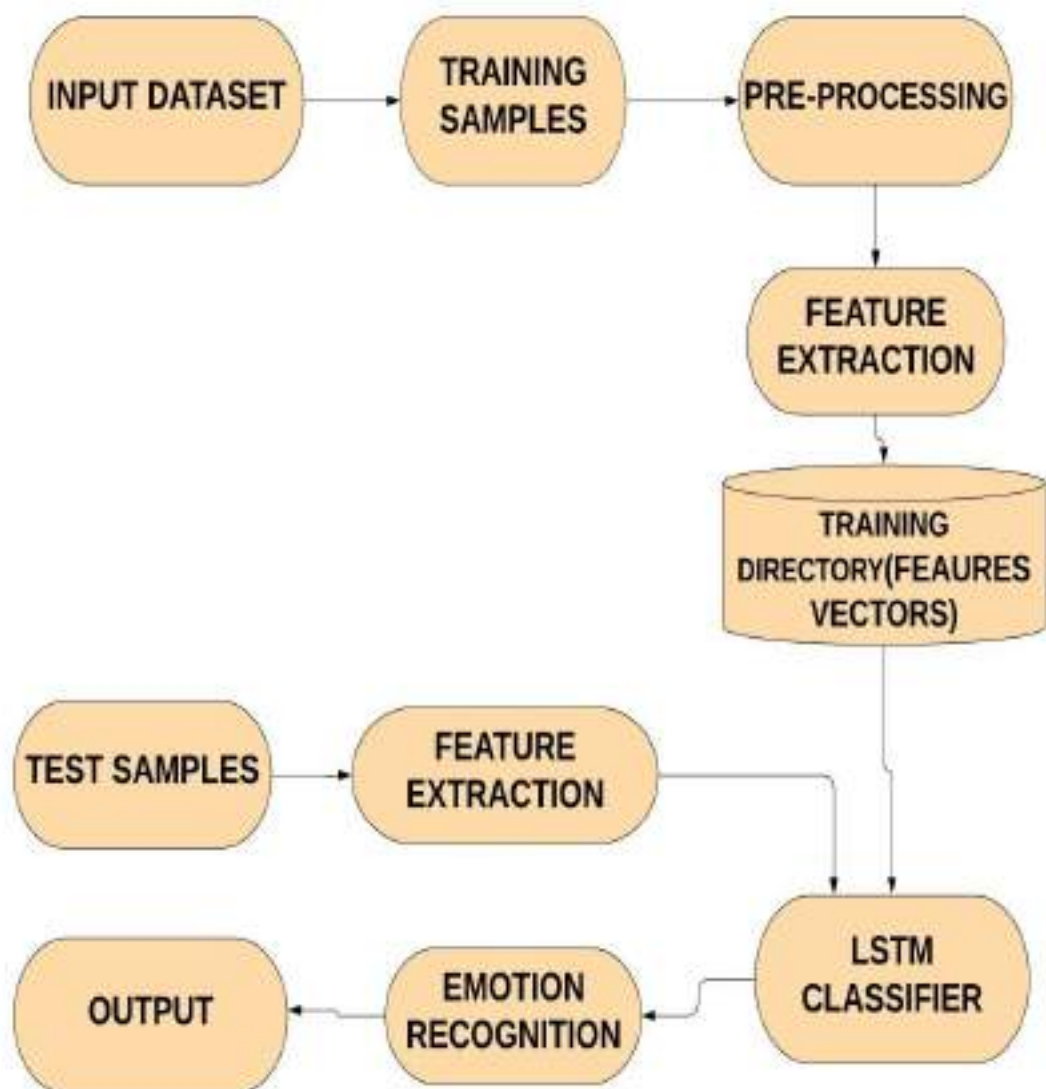 INPUT DATASET
TRAINING
SAMPLES
PRE-PROCESSING
FEATURE
EXTRACTION
TRAINING
DIRECTORY(FEAURES
VECTORS)
TEST SAMPLES
FEATURE
EXTRACTION
LSTM
CLASSIFIER
EMOTION
RECOGNITION
OUTPUT